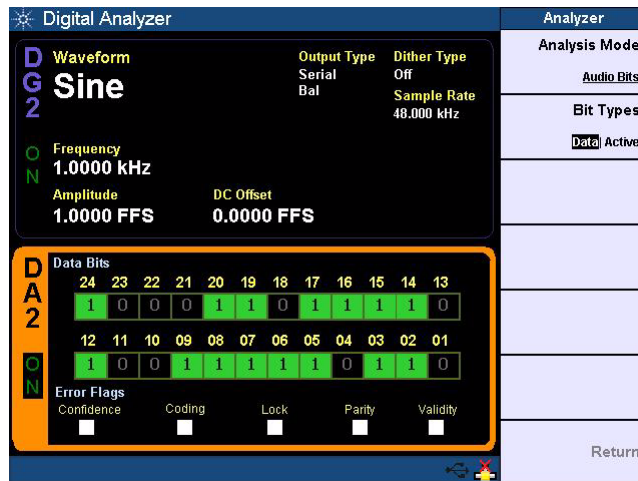 Digital Analyzer
DG2
ON
Waveform
Sine
Output Type
Serial
Bal
Dither Type
Off
Sample Rate
48.000 kHz
Frequency
1.0000 kHz
Amplitude
1.0000 FFS
DC Offset
0.0000 FFS
DA2
ON
Data Bits
24 23 22 21 20 19 18 17 16 15 14 13
1 0 0 0 1 1 0 1 1 1 1 0
12 11 10 09 08 07 06 05 04 03 02 01
1 0 0 1 1 1 1 1 0 1 1 0
Error Flags
Confidence Coding Lock Parity Validity
Analyzer
Analysis Mode
Audio Bits
Bit Types
Data| Active
Return